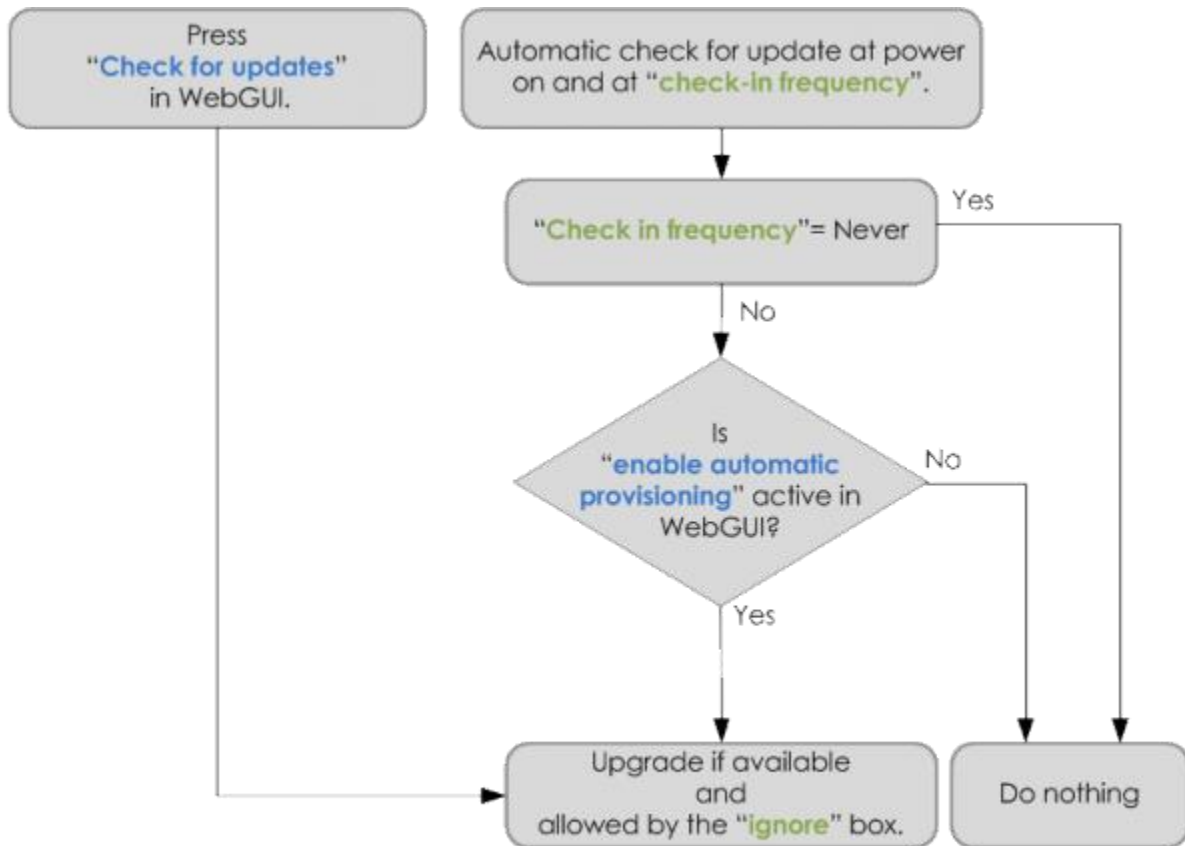 Press
“Check for updates”
in WebGUI.
Automatic check for update at power
on and at “check-in frequency”.
“Check in frequency”= Never
Yes
No
Is
“enable automatic
provisioning” active in
WebGUI?
No
Yes
Upgrade if available
and
allowed by the “ignore” box.
Do nothing